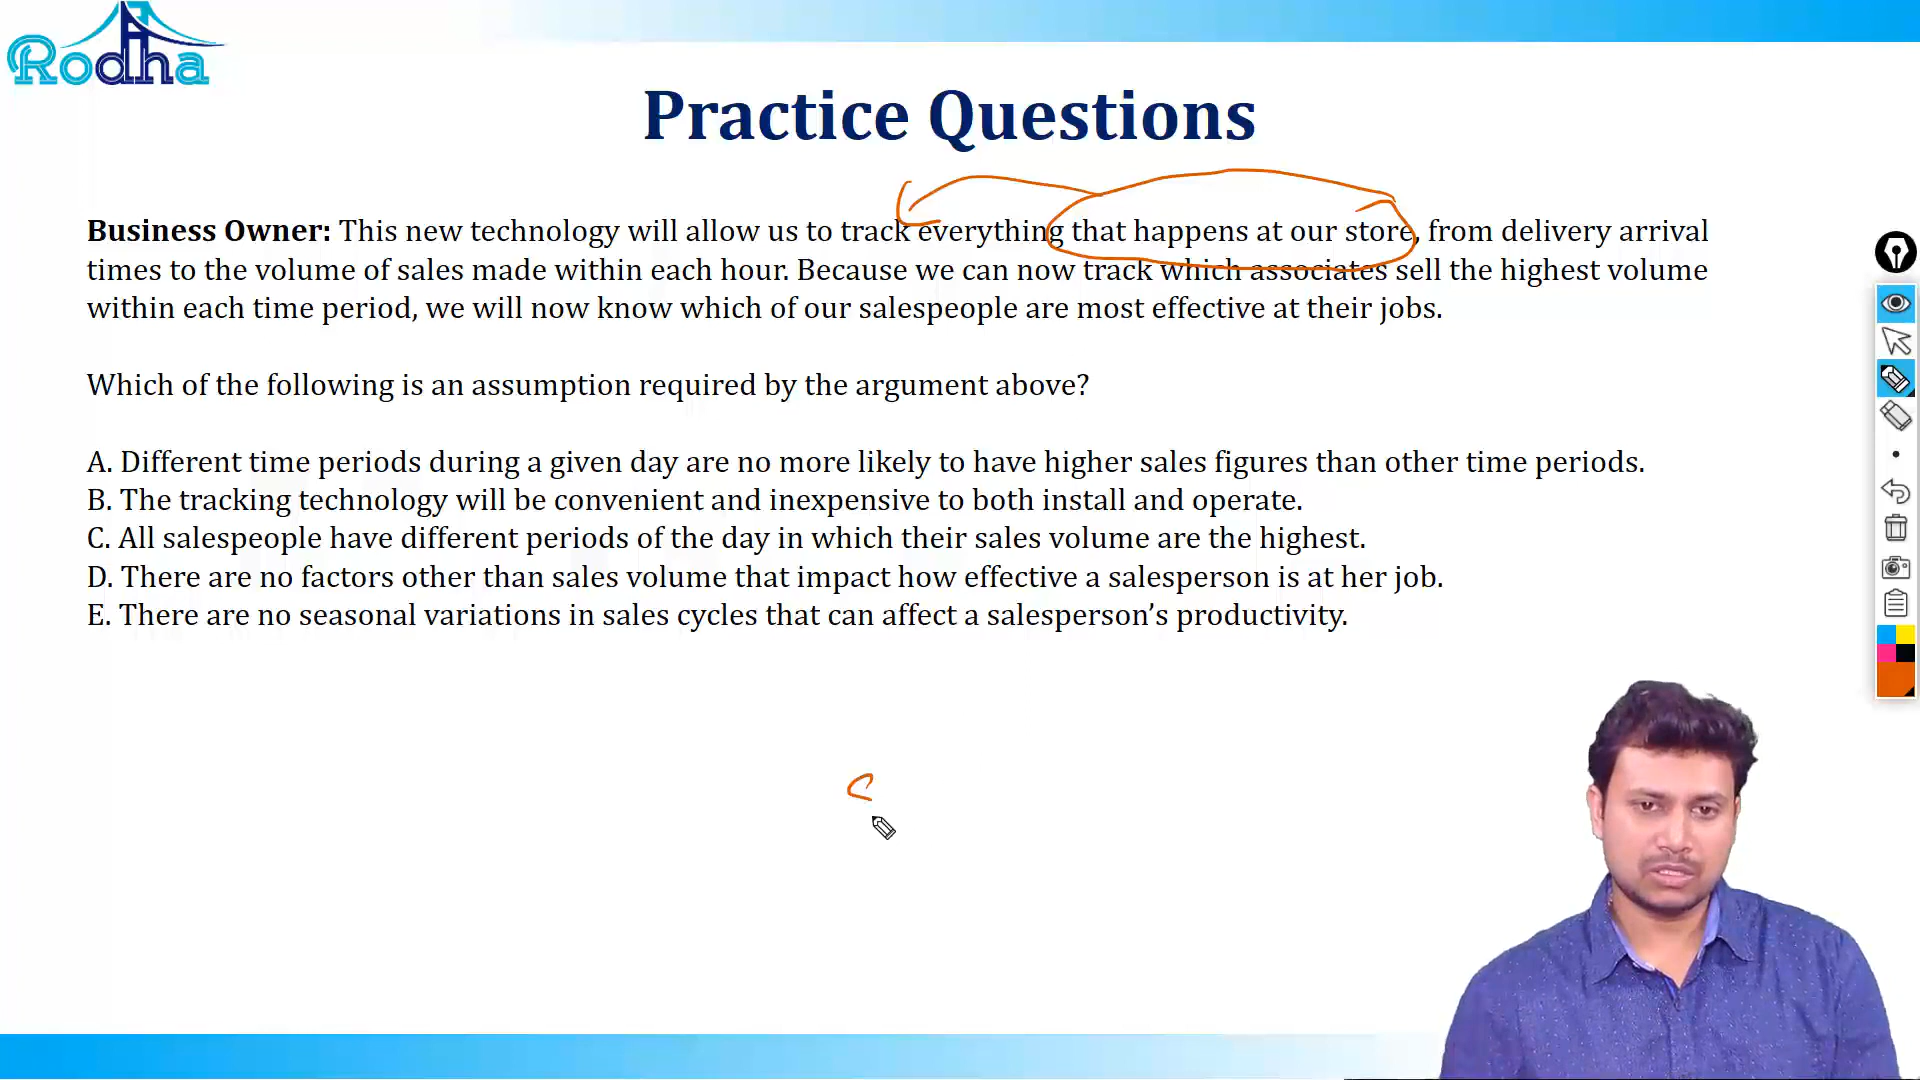 Rodha
Practice Questions
Business Owner: This new technology will allow us to track everything that happens at our store, from delivery arrival
times to the volume of sales made within each hour. Because we can now track which associates sell the highest volume
within each time period, we will now know which of our salespeople are most effective at their jobs.
Which of the following is an assumption required by the argument above?
A. Different time periods during a given day are no more likely to have higher sales figures than other time periods.
B. The tracking technology will be convenient and inexpensive to both install and operate.
C. All salespeople have different periods of the day in which their sales volume are the highest.
D. There are no factors other than sales volume that impact how effective a salesperson is at her job.
E. There are no seasonal variations in sales cycles that can affect a salesperson’s productivity.